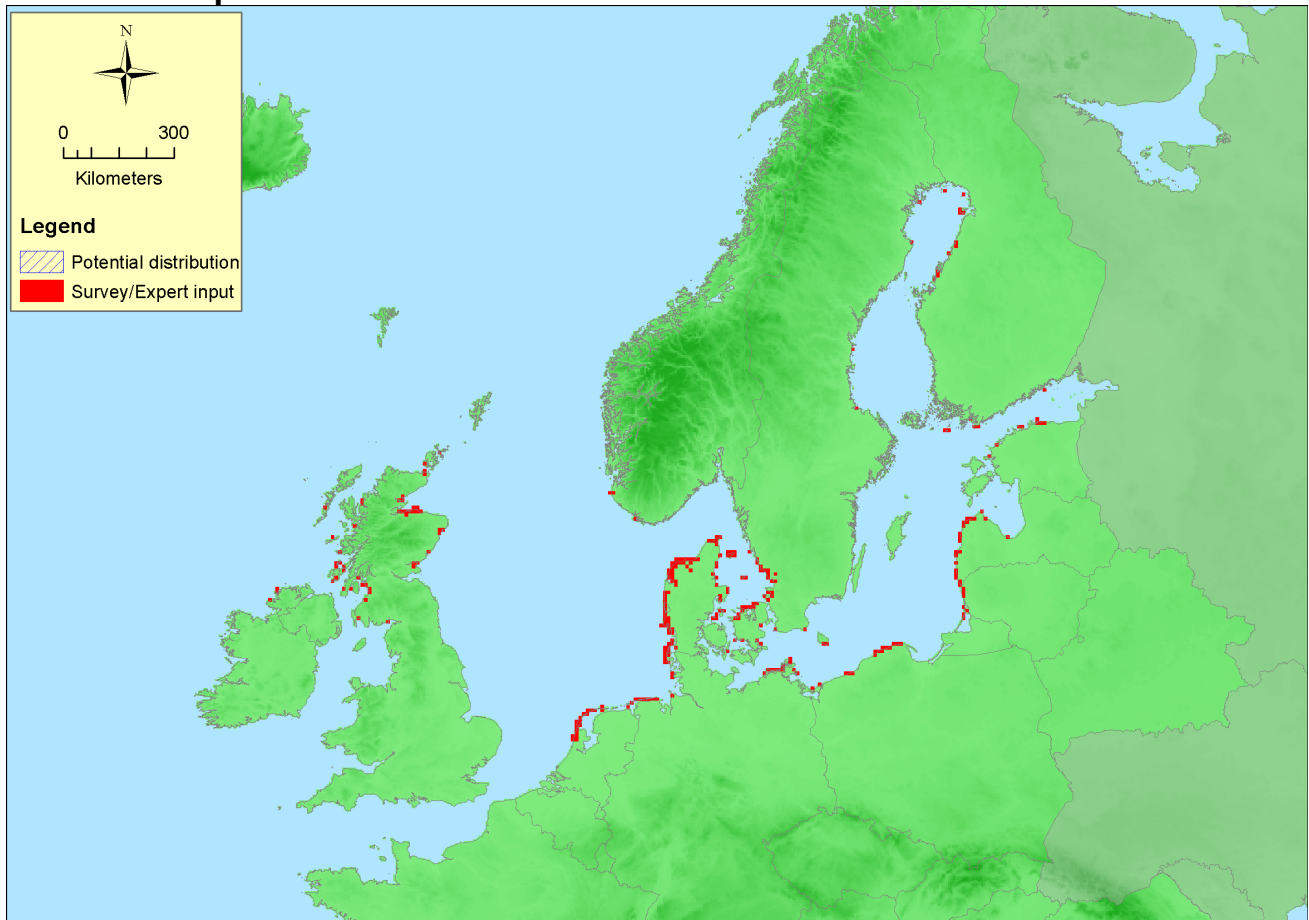 N
0 300
Kilometers
Legend
Potential distribution
Survey/Expert input